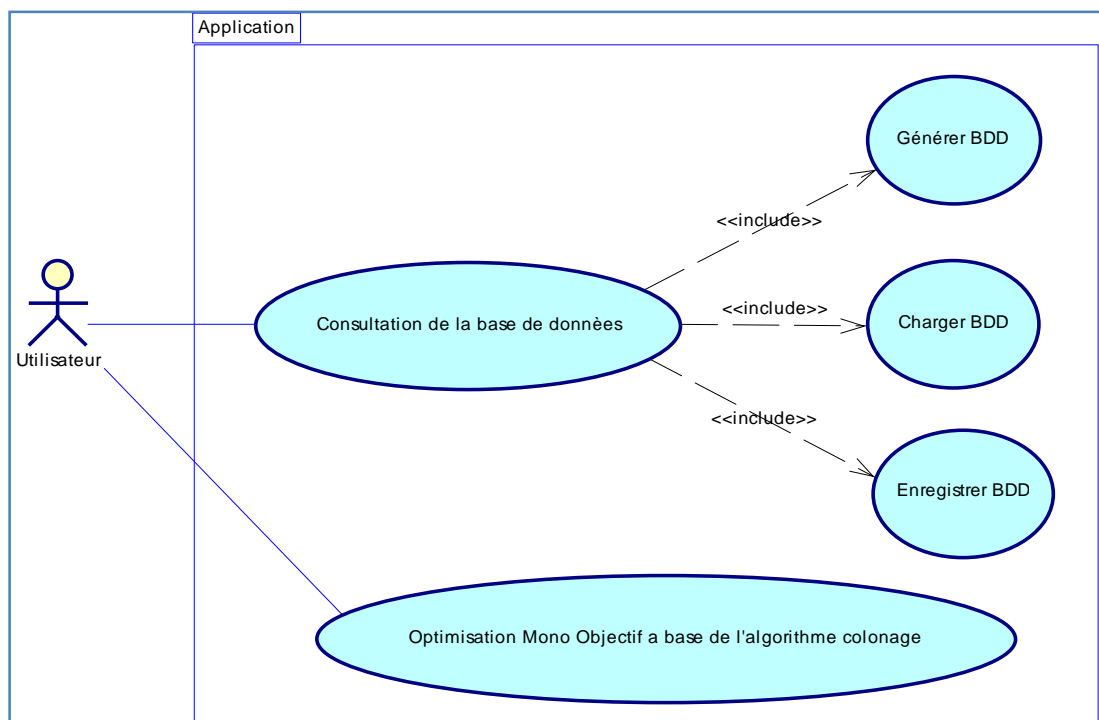 Application
Générer BDD
<<include>>
<<include>>
Consultation de la base de donnèes
Charger BDD
Utilisateur
<<include>>
Enregistrer BDD
Optimisation Mono Objectif a base de l'algorithme colonage